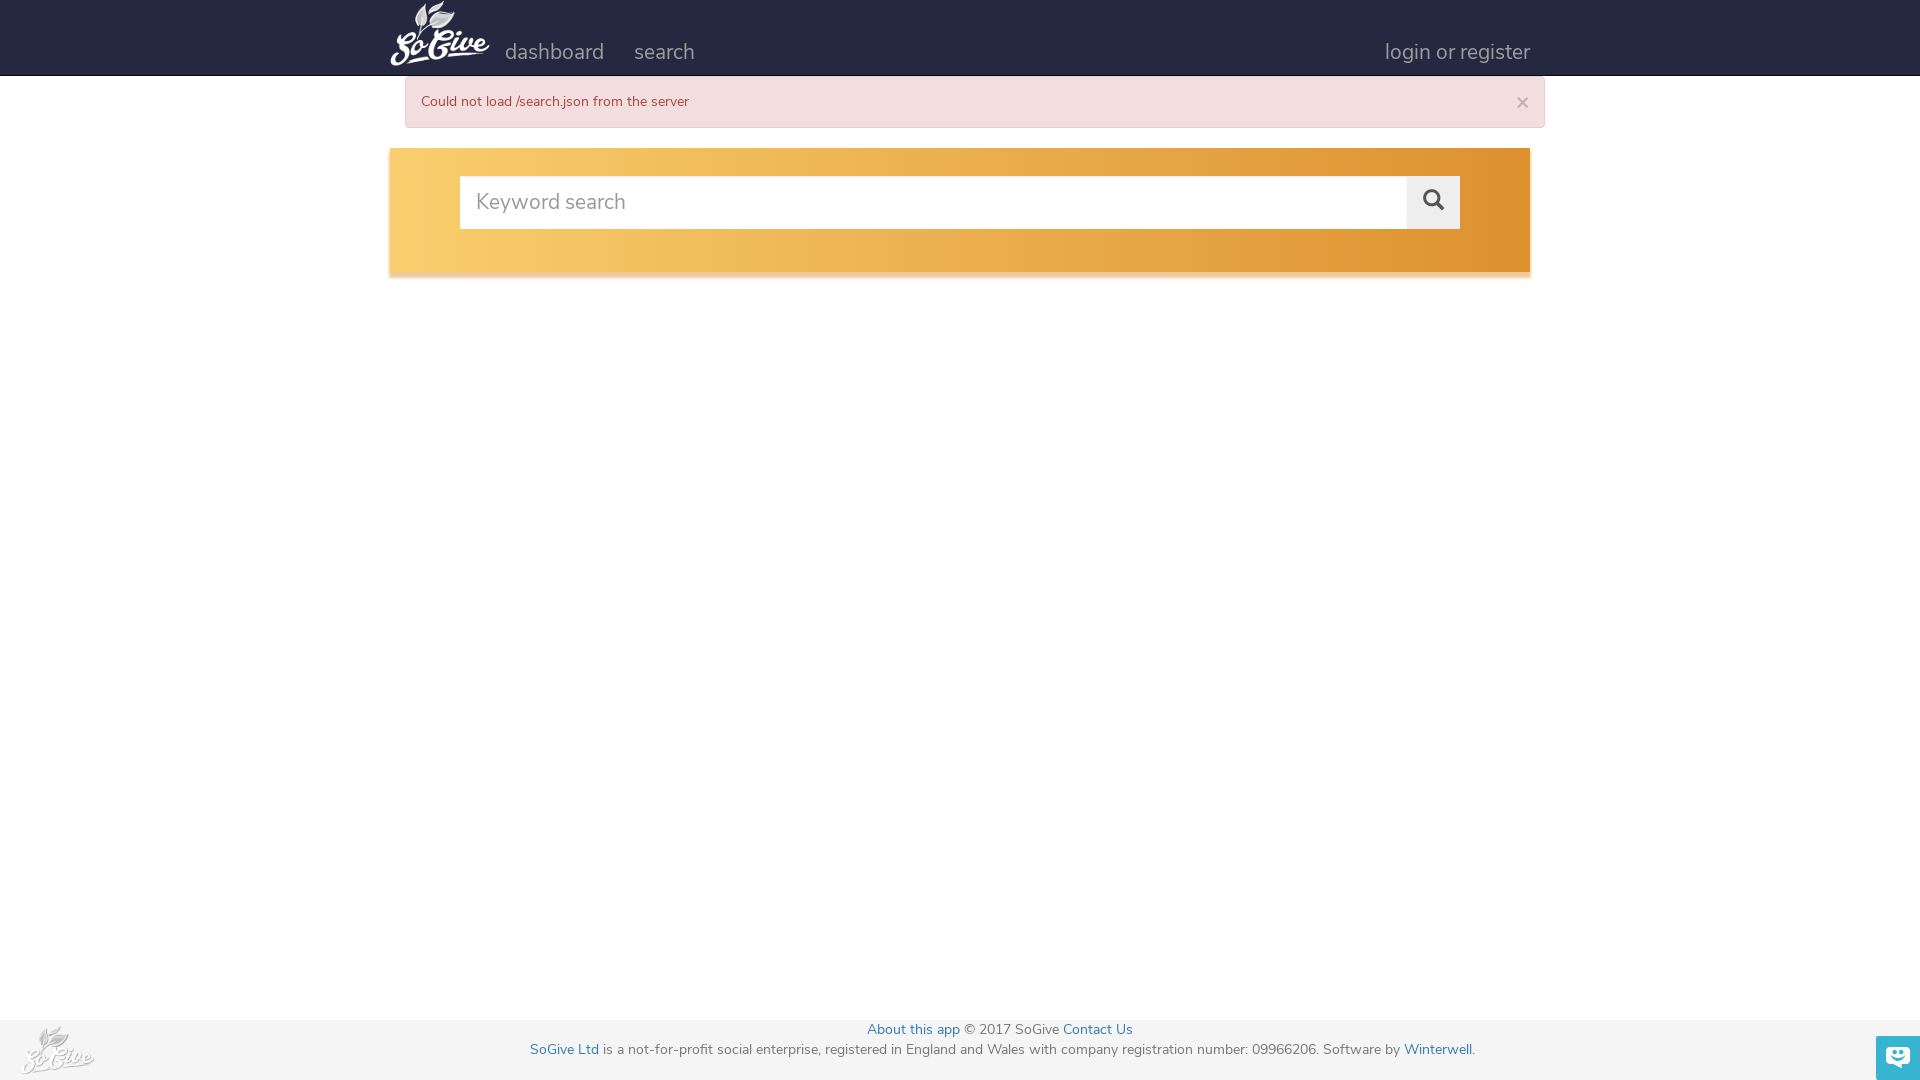 SoGive
dashboard
search
login or register
Could not load /search.json from the server
×
Keyword search
SoGive
About this app © 2017 SoGive Contact Us
SoGive Ltd is a not-for-profit social enterprise, registered in England and Wales with company registration number: 09966206. Software by Winterwell.